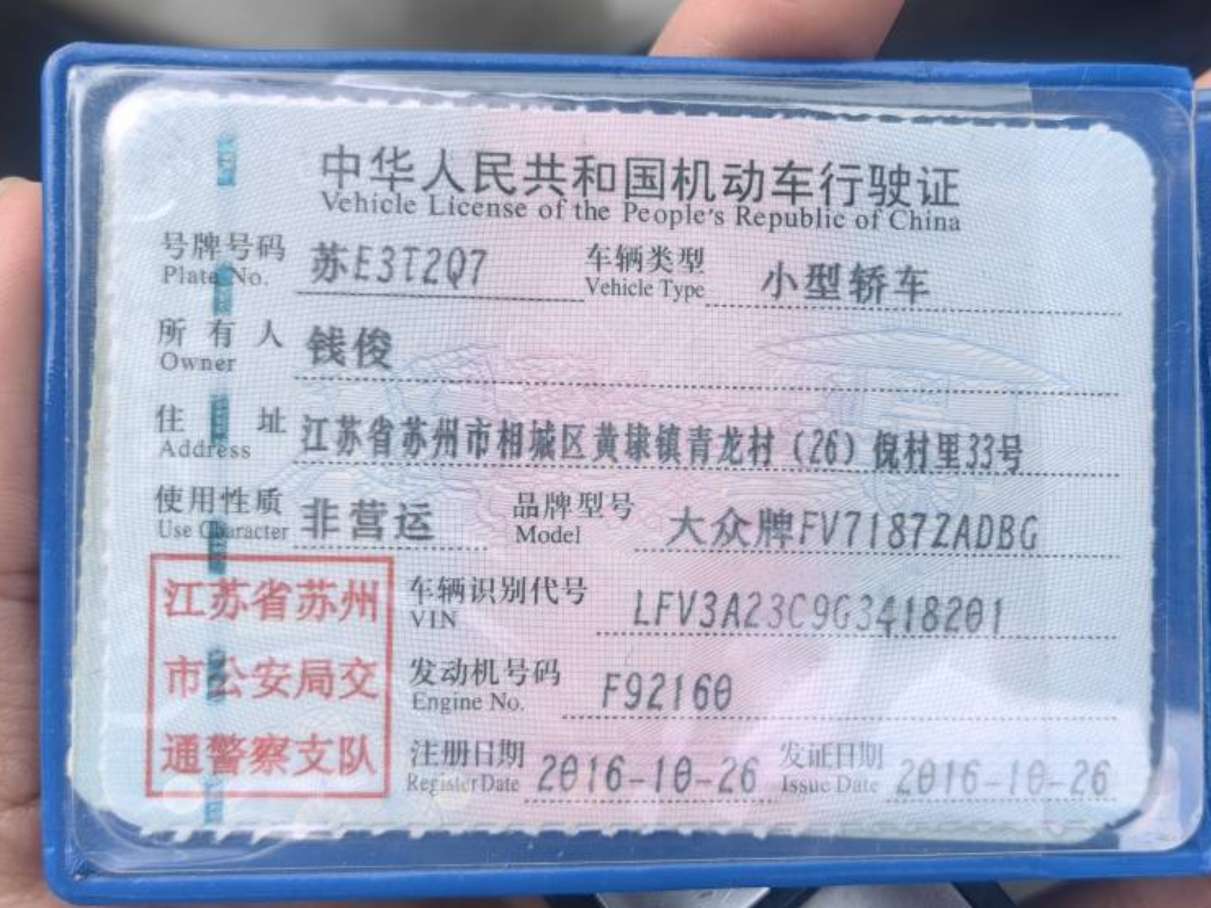 中华人民共和国机动车行驶证
Vehicle License of the People's Republic of China
号牌号码 苏E3T2Q7 车辆类型 小型轿车
Plate No. Vehicle Type
所有人 钱俊
Owner
住址 江苏省苏州市相城区黄埭镇青龙村（26）倪村里33号
Address
使用性质 非营运 品牌型号 大众牌FV7187ZADBG
Use Character Model
江苏省苏州
市公安局交
通警察支队
车辆识别代号 LFV3A23C9G3418201
VIN
发动机号码 F92160
Engine No.
注册日期 2016-10-26 发证日期 2016-10-26
Register Date Issue Date